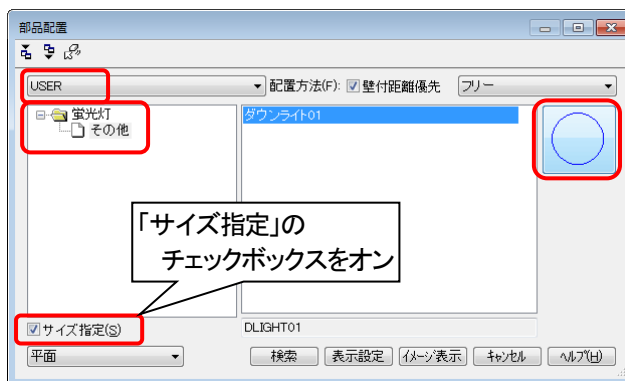 部品配置
USER
配置方法(F): 壁付距離優先 フリー
蛍光灯
その他
ダウンライト01
「サイズ指定」の
チェックボックスをオン
サイズ指定(S)
DLIGHT01
平面
検索 表示設定 イメージ表示 キャンセル ヘルプ(H)